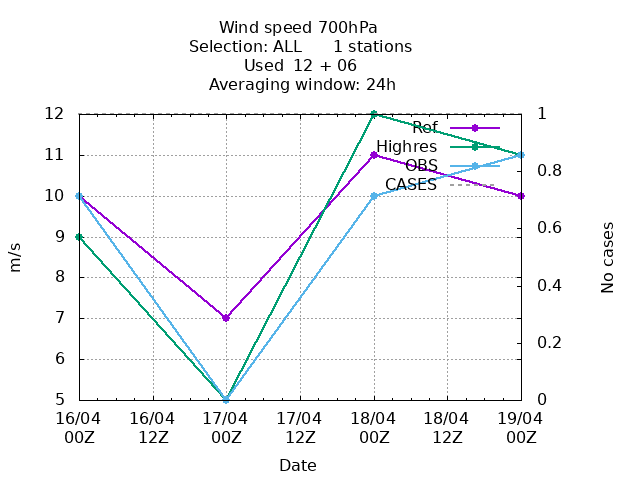 Wind speed 700hPa
Selection: ALL 1 stations
Used 12 + 06
Averaging window: 24h
12 1
Ref
Highres
11
OBS
0.8
CASES
10
9
0.6
m/s
No cases
8
0.4
7
0.2
6
5 0
16/04 16/04 17/04 17/04 18/04 18/04 19/04
00Z 12Z 00Z 12Z 00Z 12Z 00Z
Date